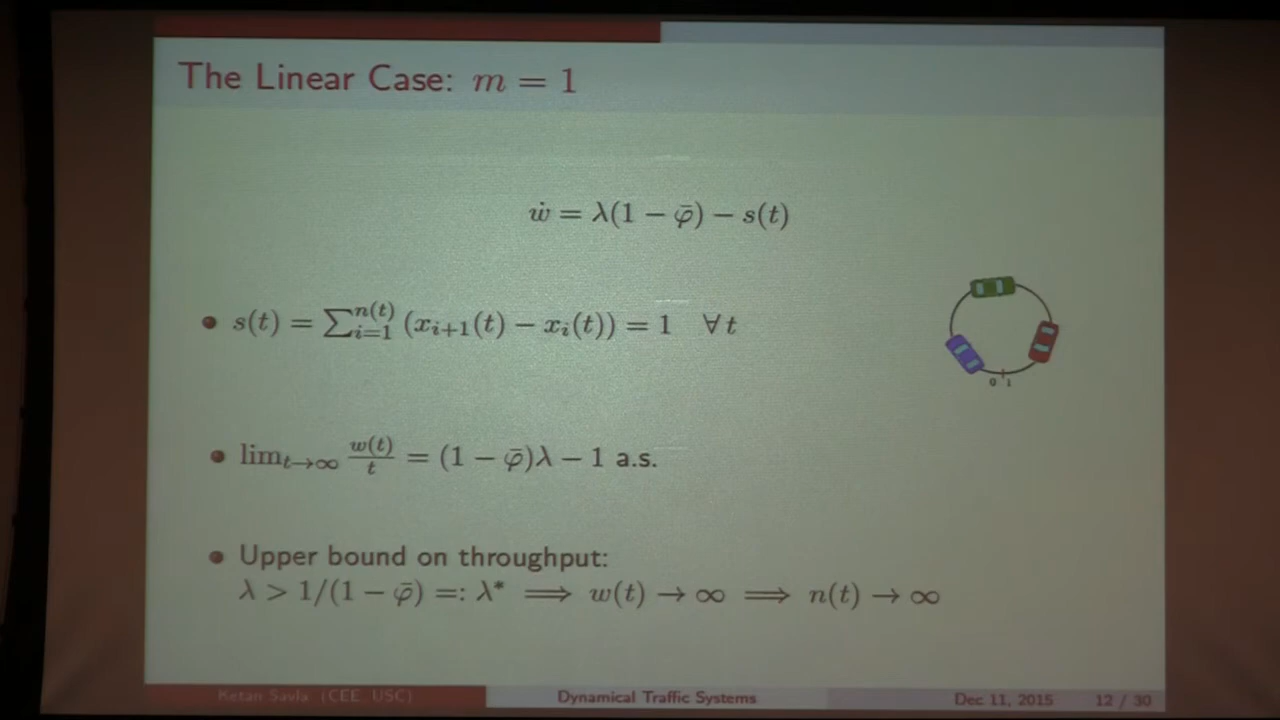 The Linear Case: m = 1
ẇ = λ(1 − φ̄) − s(t)
s(t) = ∑_{i=1}^{n(t)} (x_{i+1}(t) − x_i(t)) = 1 ∀ t
0 1
lim_{t→∞} w(t)/t = (1 − φ̄)λ − 1 a.s.
Upper bound on throughput:
λ > 1/(1 − φ̄) =: λ* ⟹ w(t) → ∞ ⟹ n(t) → ∞
Ketan Savla (CEE, USC) Dynamical Traffic Systems Dec 11, 2015 12 / 30